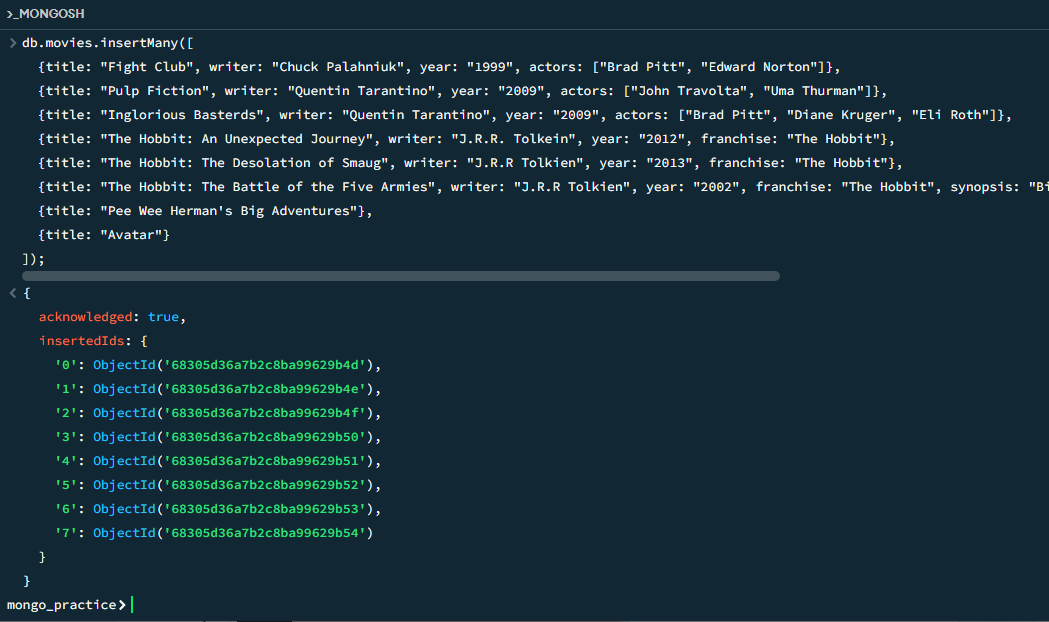 >_MONGOSH
> db.movies.insertMany([
{title: "Fight Club", writer: "Chuck Palahniuk", year: "1999", actors: ["Brad Pitt", "Edward Norton"]},
{title: "Pulp Fiction", writer: "Quentin Tarantino", year: "2009", actors: ["John Travolta", "Uma Thurman"]},
{title: "Inglorious Basterds", writer: "Quentin Tarantino", year: "2009", actors: ["Brad Pitt", "Diane Kruger", "Eli Roth"]},
{title: "The Hobbit: An Unexpected Journey", writer: "J.R.R. Tolkein", year: "2012", franchise: "The Hobbit"},
{title: "The Hobbit: The Desolation of Smaug", writer: "J.R.R Tolkien", year: "2013", franchise: "The Hobbit"},
{title: "The Hobbit: The Battle of the Five Armies", writer: "J.R.R Tolkien", year: "2002", franchise: "The Hobbit", synopsis: "Bi
{title: "Pee Wee Herman's Big Adventures"},
{title: "Avatar"}
]);
< {
acknowledged: true,
insertedIds: {
'0': ObjectId('68305d36a7b2c8ba99629b4d'),
'1': ObjectId('68305d36a7b2c8ba99629b4e'),
'2': ObjectId('68305d36a7b2c8ba99629b4f'),
'3': ObjectId('68305d36a7b2c8ba99629b50'),
'4': ObjectId('68305d36a7b2c8ba99629b51'),
'5': ObjectId('68305d36a7b2c8ba99629b52'),
'6': ObjectId('68305d36a7b2c8ba99629b53'),
'7': ObjectId('68305d36a7b2c8ba99629b54')
}
}
mongo_practice>